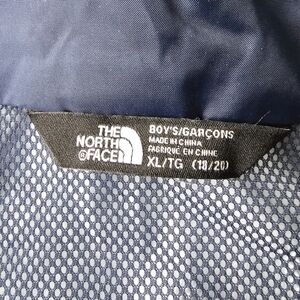 THE
NORTH
FACE
BOY'S/GARÇONS
MADE IN CHINA
FABRIQUÉ EN CHINE
XL/TG (18/20)